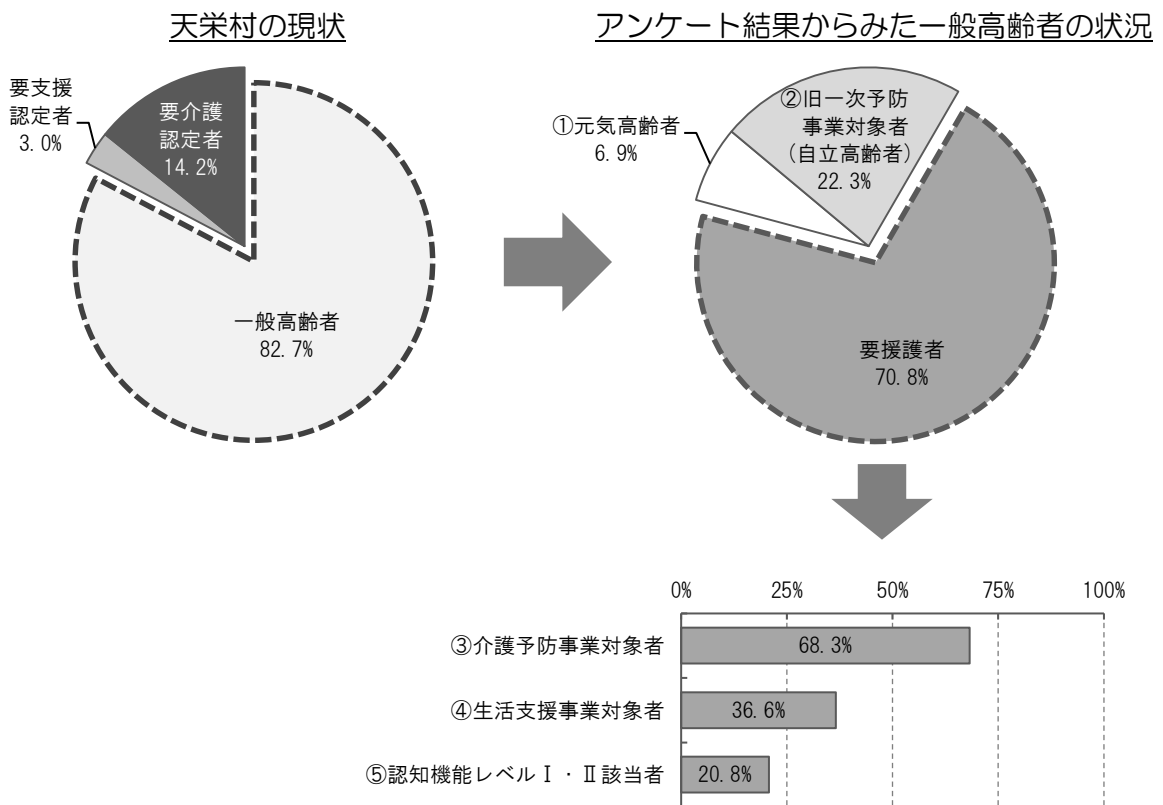 天栄村の現状
要支援
認定者
3.0%
要介護
認定者
14.2%
一般高齢者
82.7%
アンケート結果からみた一般高齢者の状況
①元気高齢者
6.9%
②旧一次予防
事業対象者
(自立高齢者)
22.3%
要援護者
70.8%
0%
25%
50%
75%
100%
③介護予防事業対象者
68.3%
④生活支援事業対象者
36.6%
⑤認知機能レベルⅠ・Ⅱ該当者
20.8%